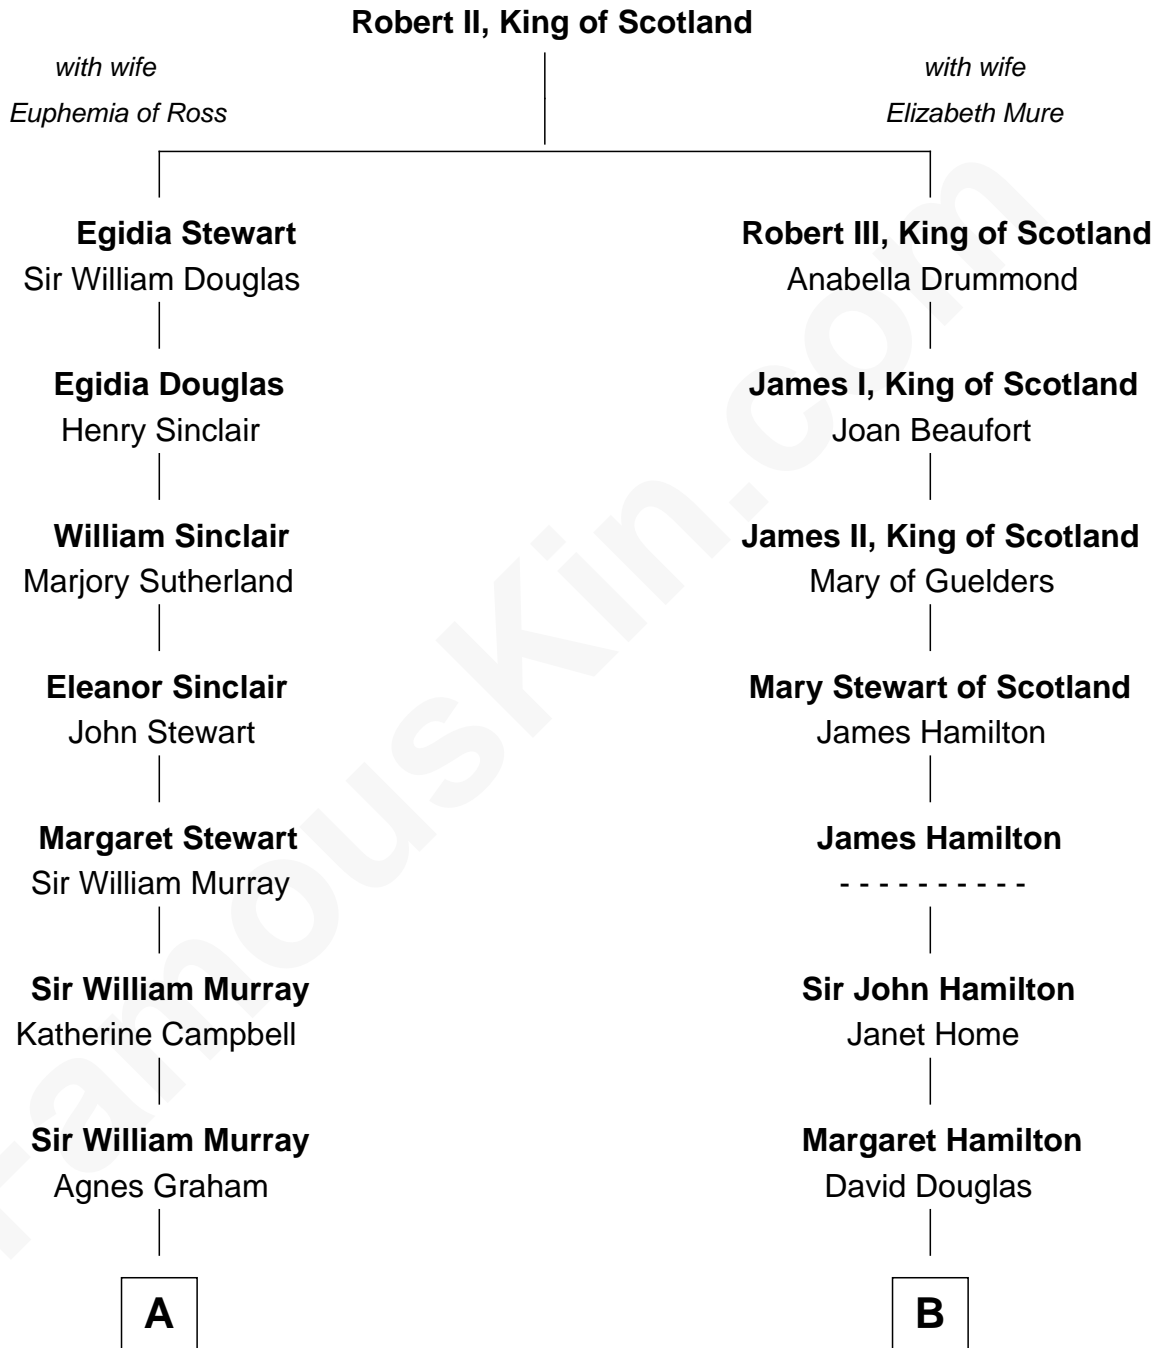 Robert II, King of Scotland
with wife
Euphemia of Ross
with wife
Elizabeth Mure
Egidia Stewart
Sir William Douglas
Robert III, King of Scotland
Anabella Drummond
Egidia Douglas
Henry Sinclair
James I, King of Scotland
Joan Beaufort
William Sinclair
Marjory Sutherland
James II, King of Scotland
Mary of Guelders
Eleanor Sinclair
John Stewart
Mary Stewart of Scotland
James Hamilton
Margaret Stewart
Sir William Murray
James Hamilton
- - - - - - - - - -
Sir William Murray
Katherine Campbell
Sir John Hamilton
Janet Home
Sir William Murray
Agnes Graham
Margaret Hamilton
David Douglas
A
B
FamousKin.com